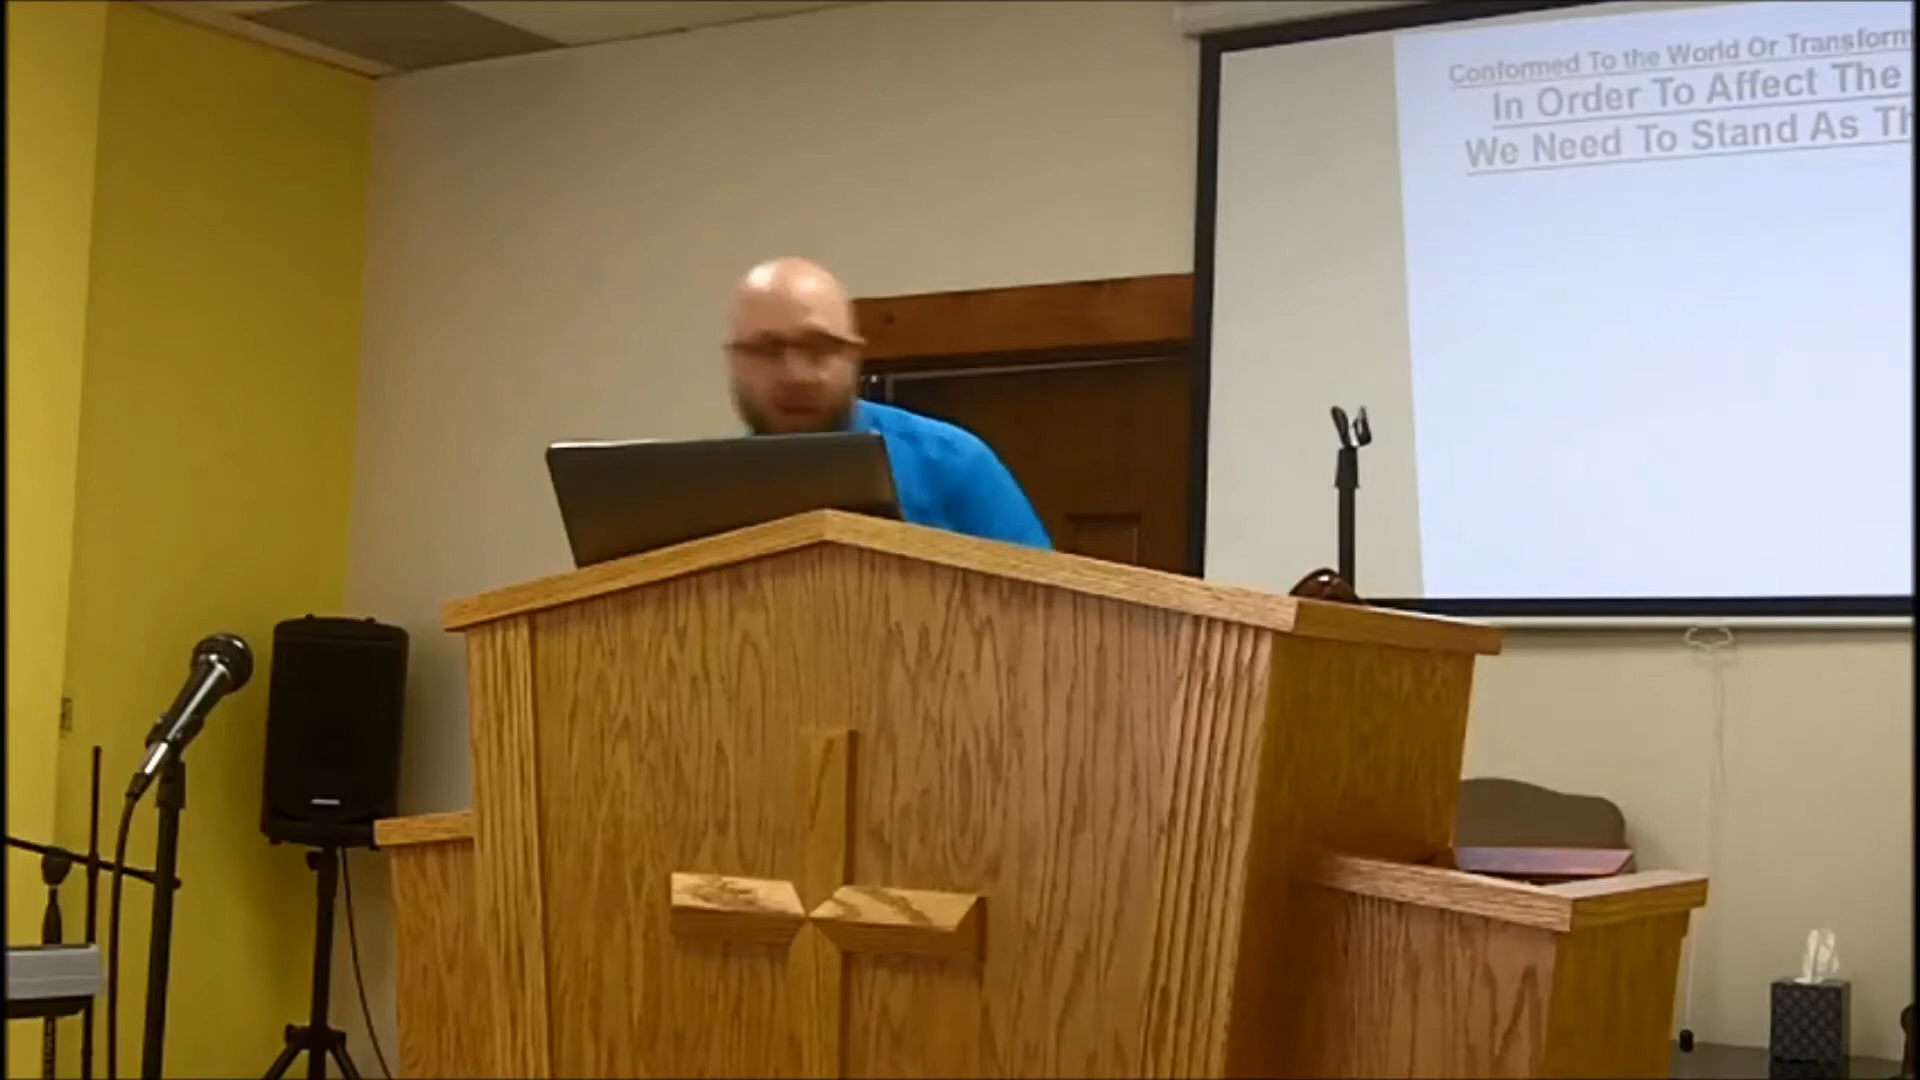 Conformed To the World Or Transform
In Order To Affect The
We Need To Stand As Th